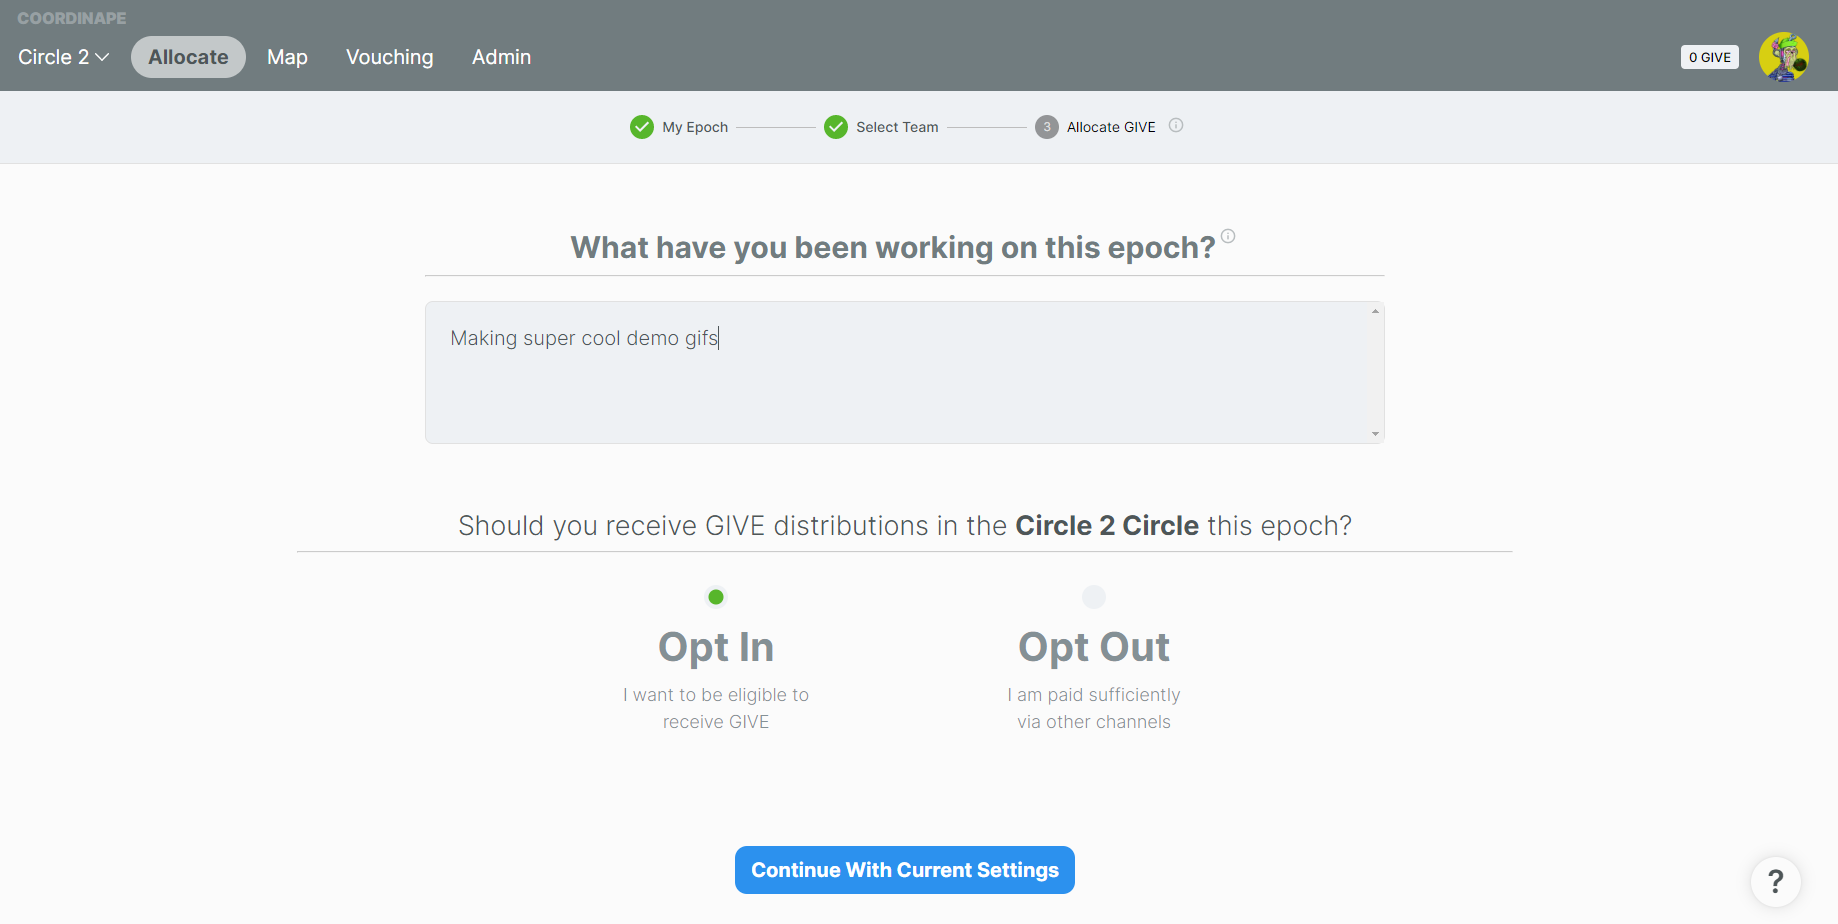 COORDINAPE
Circle 2 Allocate Map Vouching Admin 0 GIVE
My Epoch Select Team 3 Allocate GIVE
What have you been working on this epoch?
Making super cool demo gifs
Should you receive GIVE distributions in the Circle 2 Circle this epoch?
Opt In
I want to be eligible to
receive GIVE
Opt Out
I am paid sufficiently
via other channels
Continue With Current Settings
?